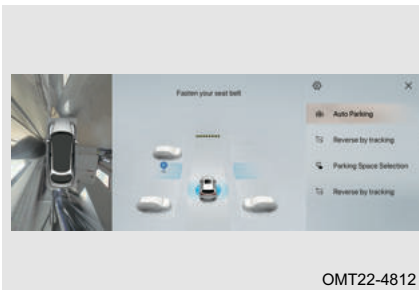 Fasten your seat belt
Auto Parking
Reverse by tracking
Parking Space Selection
Reverse by tracking
OMT22-4812